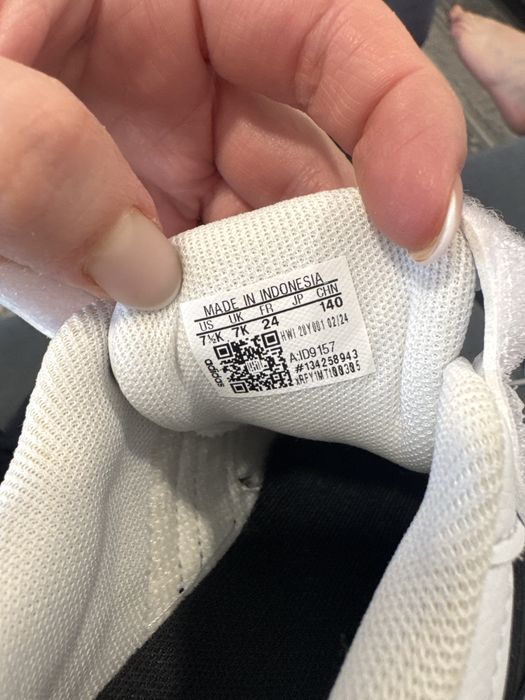 MADE IN INDONESIA
US UK FR JP CHN
7½K 7K 24 140
HWI 20Y001 02/24
A:ID9157
#134258943
adidas